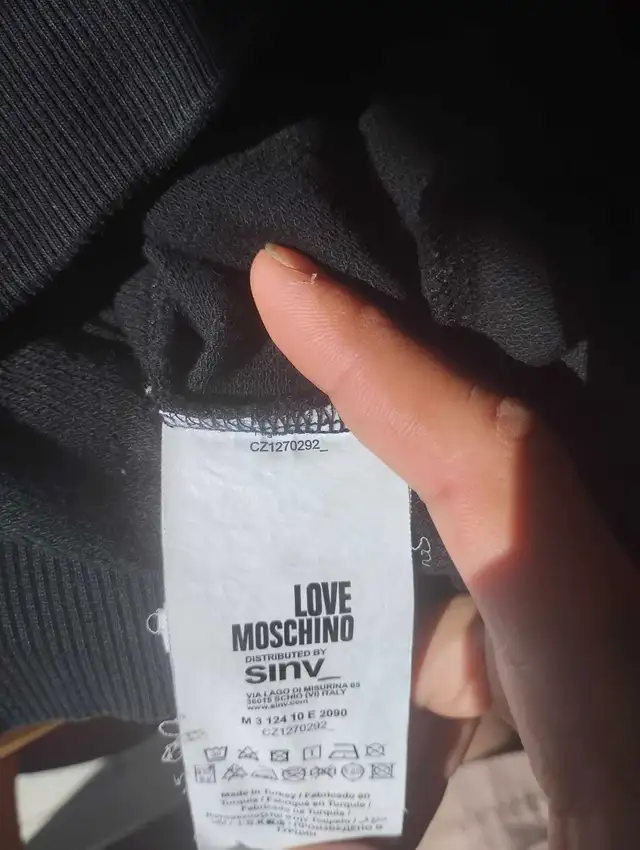 CZ1270292_
LOVE
MOSCHINO
DISTRIBUTED BY
sinv_
VIA LAGO DI MISURINA 65
36015 SCHIO (VI) ITALY
www.sinv.com
M 3 124 10 E 2090
CZ1270292_
Made in Turkey / Fabricado en
Turquía / Fabriqué en Turquie /
Fabricado na Turquia /